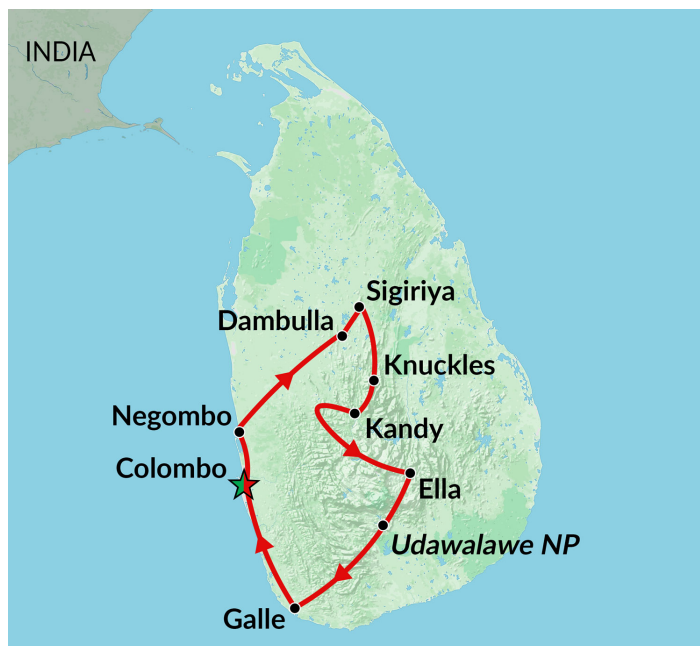 INDIA
Sigiriya
Dambulla
Knuckles
Negombo
Kandy
Colombo
Ella
Udawalawe NP
Galle